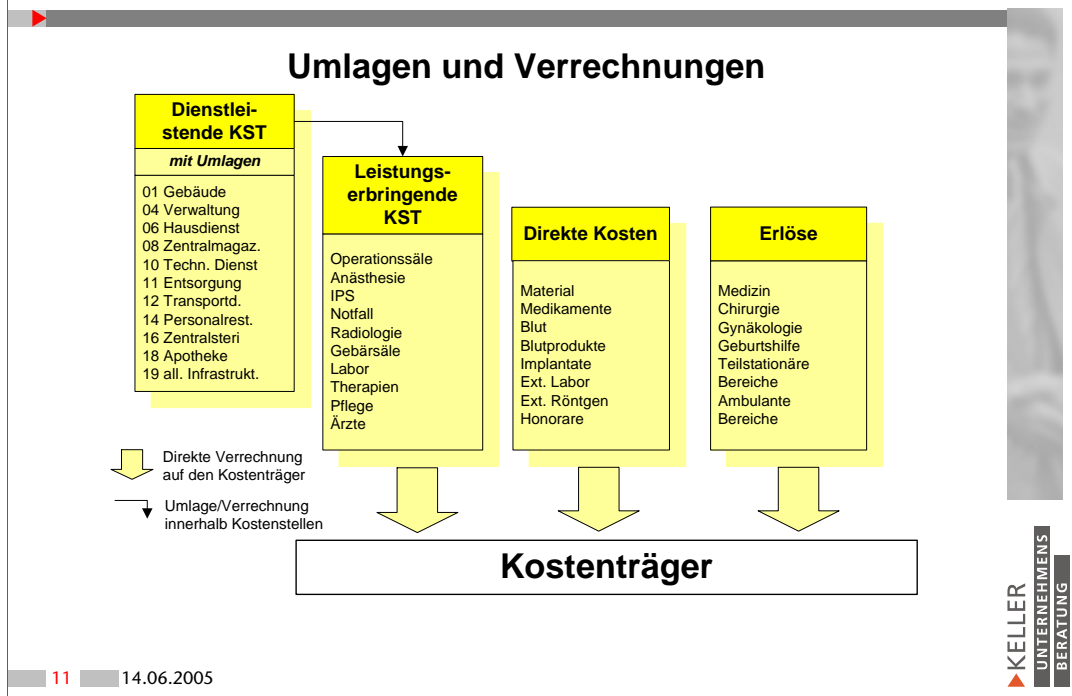 Umlagen und Verrechnungen
Dienstlei-
stende KST
mit Umlagen
01 Gebäude
04 Verwaltung
06 Hausdienst
08 Zentralmagaz.
10 Techn. Dienst
11 Entsorgung
12 Transportd.
14 Personalrest.
16 Zentralsteri
18 Apotheke
19 all. Infrastrukt.
Leistungs-
erbringende
KST
Operationssäle
Anästhesie
IPS
Notfall
Radiologie
Gebärsäle
Labor
Therapien
Pflege
Ärzte
Direkte Kosten
Material
Medikamente
Blut
Blutprodukte
Implantate
Ext. Labor
Ext. Röntgen
Honorare
Erlöse
Medizin
Chirurgie
Gynäkologie
Geburtshilfe
Teilstationäre
Bereiche
Ambulante
Bereiche
Direkte Verrechnung
auf den Kostenträger
Umlage/Verrechnung
innerhalb Kostenstellen
Kostenträger
KELLER
UNTERNEHMENS
BERATUNG
11 14.06.2005